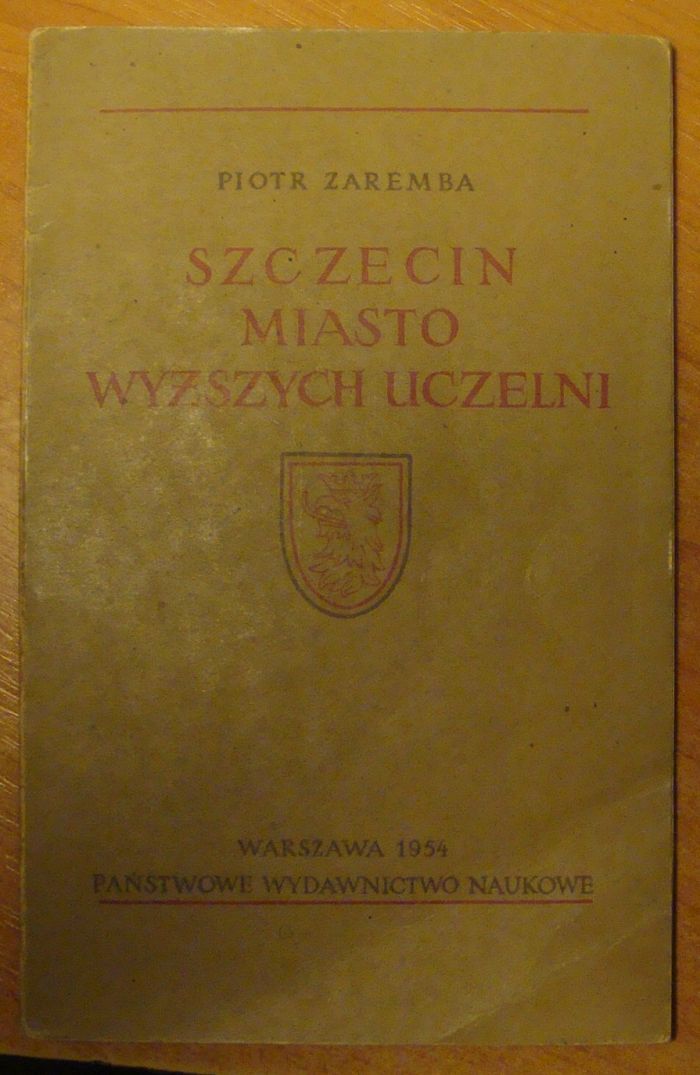 PIOTR ZAREMBA
SZCZECIN
MIASTO
WYŻSZYCH UCZELNI
WARSZAWA 1954
PAŃSTWOWE WYDAWNICTWO NAUKOWE